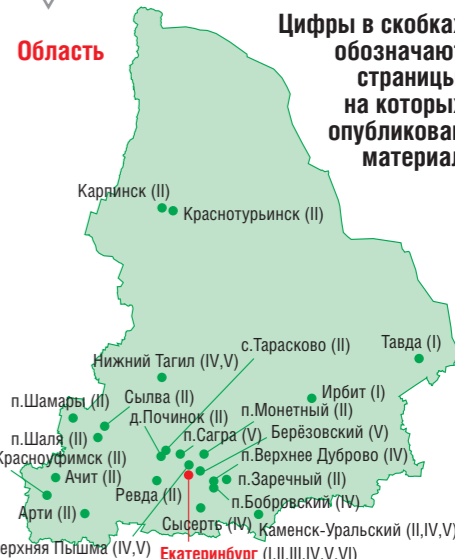 Область
Цифры в скобках
обозначают
страницы,
на которых
опубликован
материал
Карпинск (II)
Краснотурьинск (II)
с.Тарасково (II)
Тавда (I)
Нижний Тагил (IV,V)
Ирбит (I)
п.Шамары (II)
Сылва (II)
п.Монетный (II)
д.Починок (II)
п.Сагра (V)
Берёзовский (V)
п.Шаля (II)
п.Верхнее Дуброво (IV)
Красноуфимск (II)
Ачит (II)
Ревда (II)
п.Заречный (II)
п.Бобровский (IV)
Арти (II)
Сысерть (IV)
Каменск-Уральский (II,IV,V)
ерхняя Пышма (IV,V)
Екатеринбург (I,II,III,IV,V,VI)